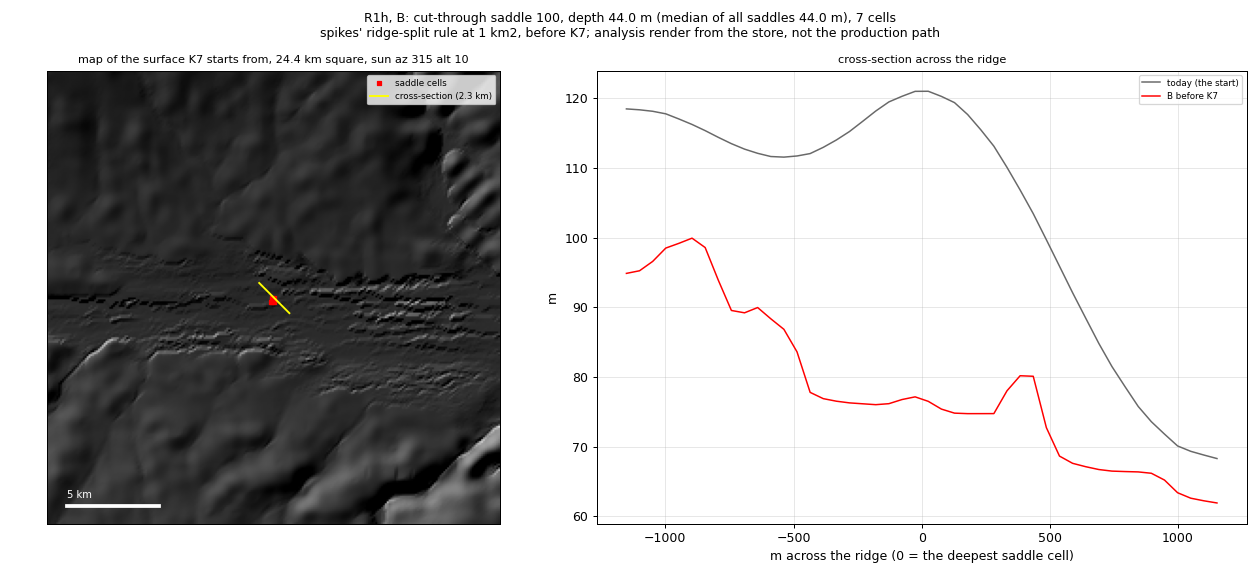 R1h, B: cut-through saddle 100, depth 44.0 m (median of all saddles 44.0 m), 7 cells
spikes' ridge-split rule at 1 km2, before K7; analysis render from the store, not the production path
map of the surface K7 starts from, 24.4 km square, sun az 315 alt 10
saddle cells
cross-section (2.3 km)
5 km
cross-section across the ridge
today (the start)
B before K7
120
110
100
90
80
70
60
m
−1000
−500
0
500
1000
m across the ridge (0 = the deepest saddle cell)